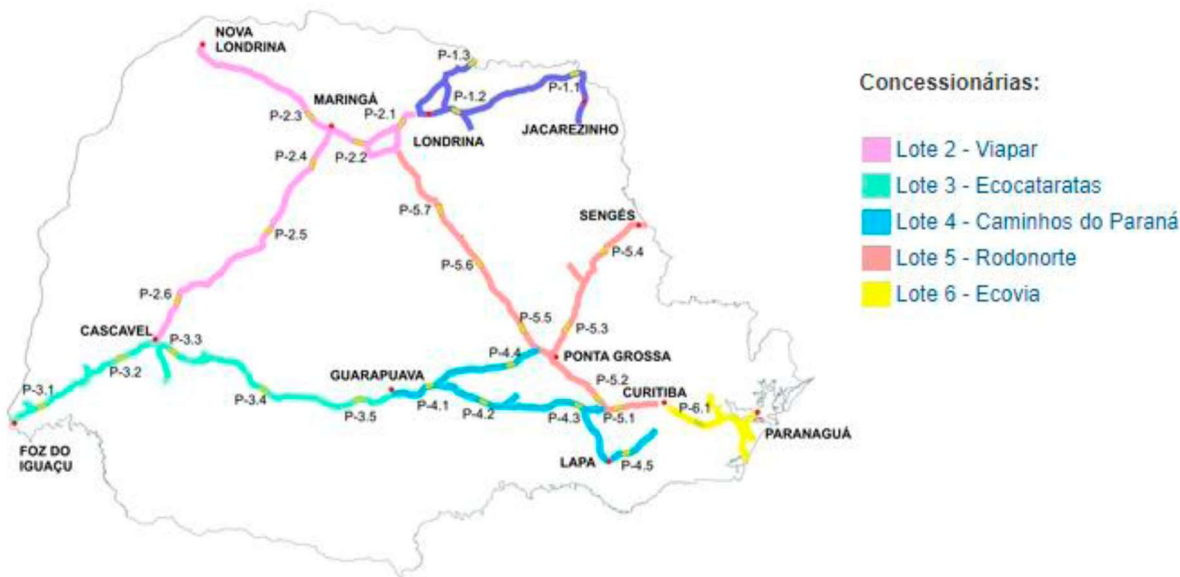 NOVA
LONDRINA
P-1.3
P-1.1
P-1.2
MARINGÁ
P-2.1
P-2.3
LONDRINA
JACAREZINHO
P-2.4
P-2.2
P-5.7
SENGÉS
P-2.5
P-5.4
P-5.6
P-2.6
P-5.5
P-5.3
CASCAVEL
P-3.3
P-4.4
PONTA GROSSA
P-3.2
GUARAPUAVA
P-5.2
CURITIBA
P-3.1
P-3.4
P-4.1
P-6.1
P-3.5
P-4.2
P-4.3
P-5.1
PARANAGUÁ
FOZ DO
IGUAÇU
LAPA
P-4.5
Concessionárias:
Lote 2 - Viapar
Lote 3 - Ecocataratas
Lote 4 - Caminhos do Paraná
Lote 5 - Rodonorte
Lote 6 - Ecovia